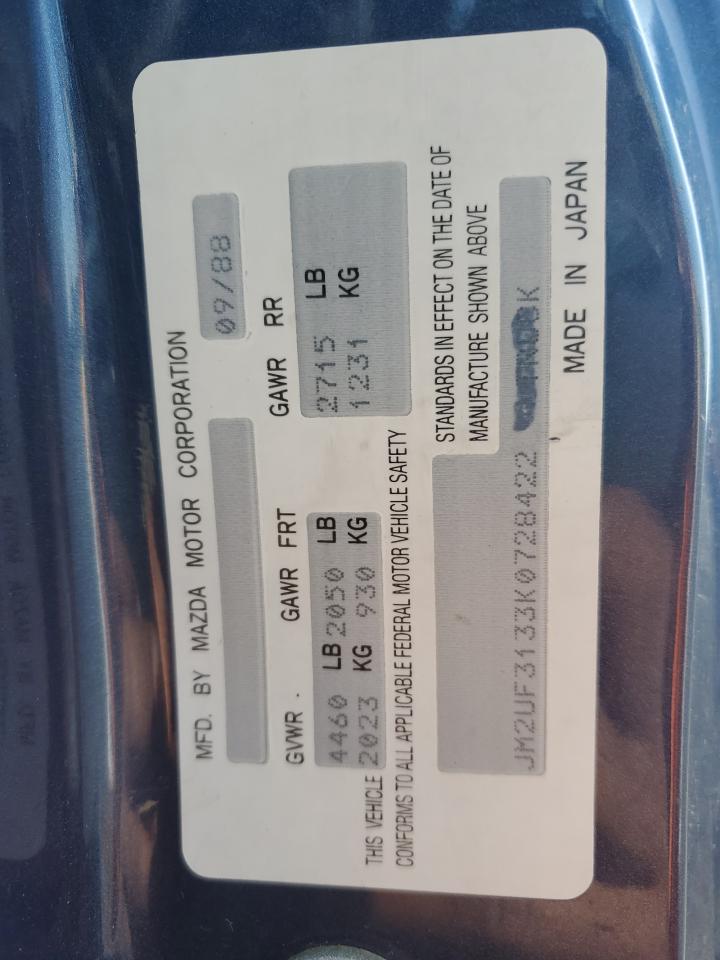 MFD. BY MAZDA MOTOR CORPORATION
09/88
GVWR . GAWR FRT GAWR RR
4460 LB 2050 LB 2715 LB
2023 KG 930 KG 1231 KG
THIS VEHICLE
CONFORMS TO ALL APPLICABLE FEDERAL MOTOR VEHICLE SAFETY
STANDARDS IN EFFECT ON THE DATE OF
MANUFACTURE SHOWN ABOVE
JM2UF3133K0728422
MADE IN JAPAN